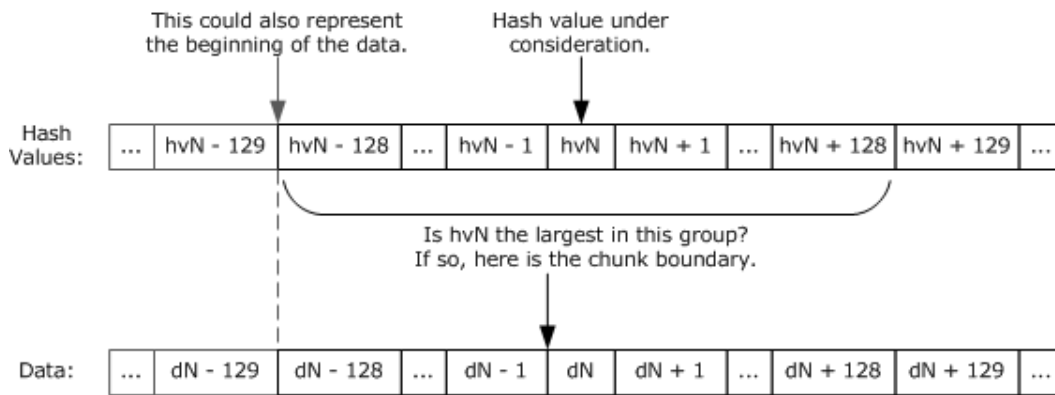 This could also represent
the beginning of the data.
Hash value under
consideration.
Hash
Values:
... hvN - 129 hvN - 128 ... hvN - 1 hvN hvN + 1 ... hvN + 128 hvN + 129 ...
Is hvN the largest in this group?
If so, here is the chunk boundary.
Data: ... dN - 129 dN - 128 ... dN - 1 dN dN + 1 ... dN + 128 dN + 129 ...